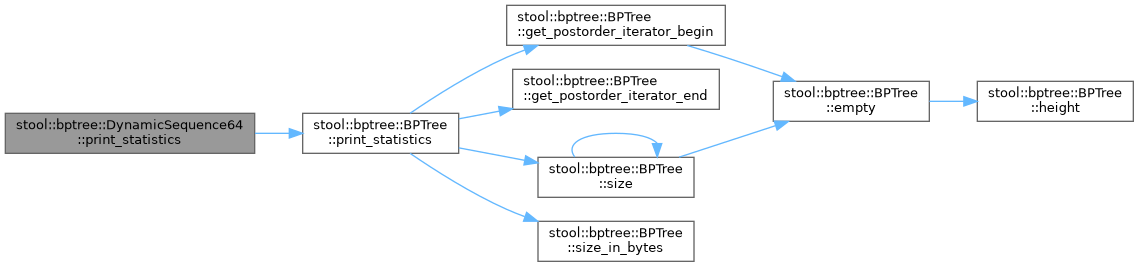 stool::bptree::DynamicSequence64
::print_statistics
stool::bptree::BPTree
::print_statistics
stool::bptree::BPTree
::get_postorder_iterator_begin
stool::bptree::BPTree
::get_postorder_iterator_end
stool::bptree::BPTree
::size
stool::bptree::BPTree
::size_in_bytes
stool::bptree::BPTree
::empty
stool::bptree::BPTree
::height